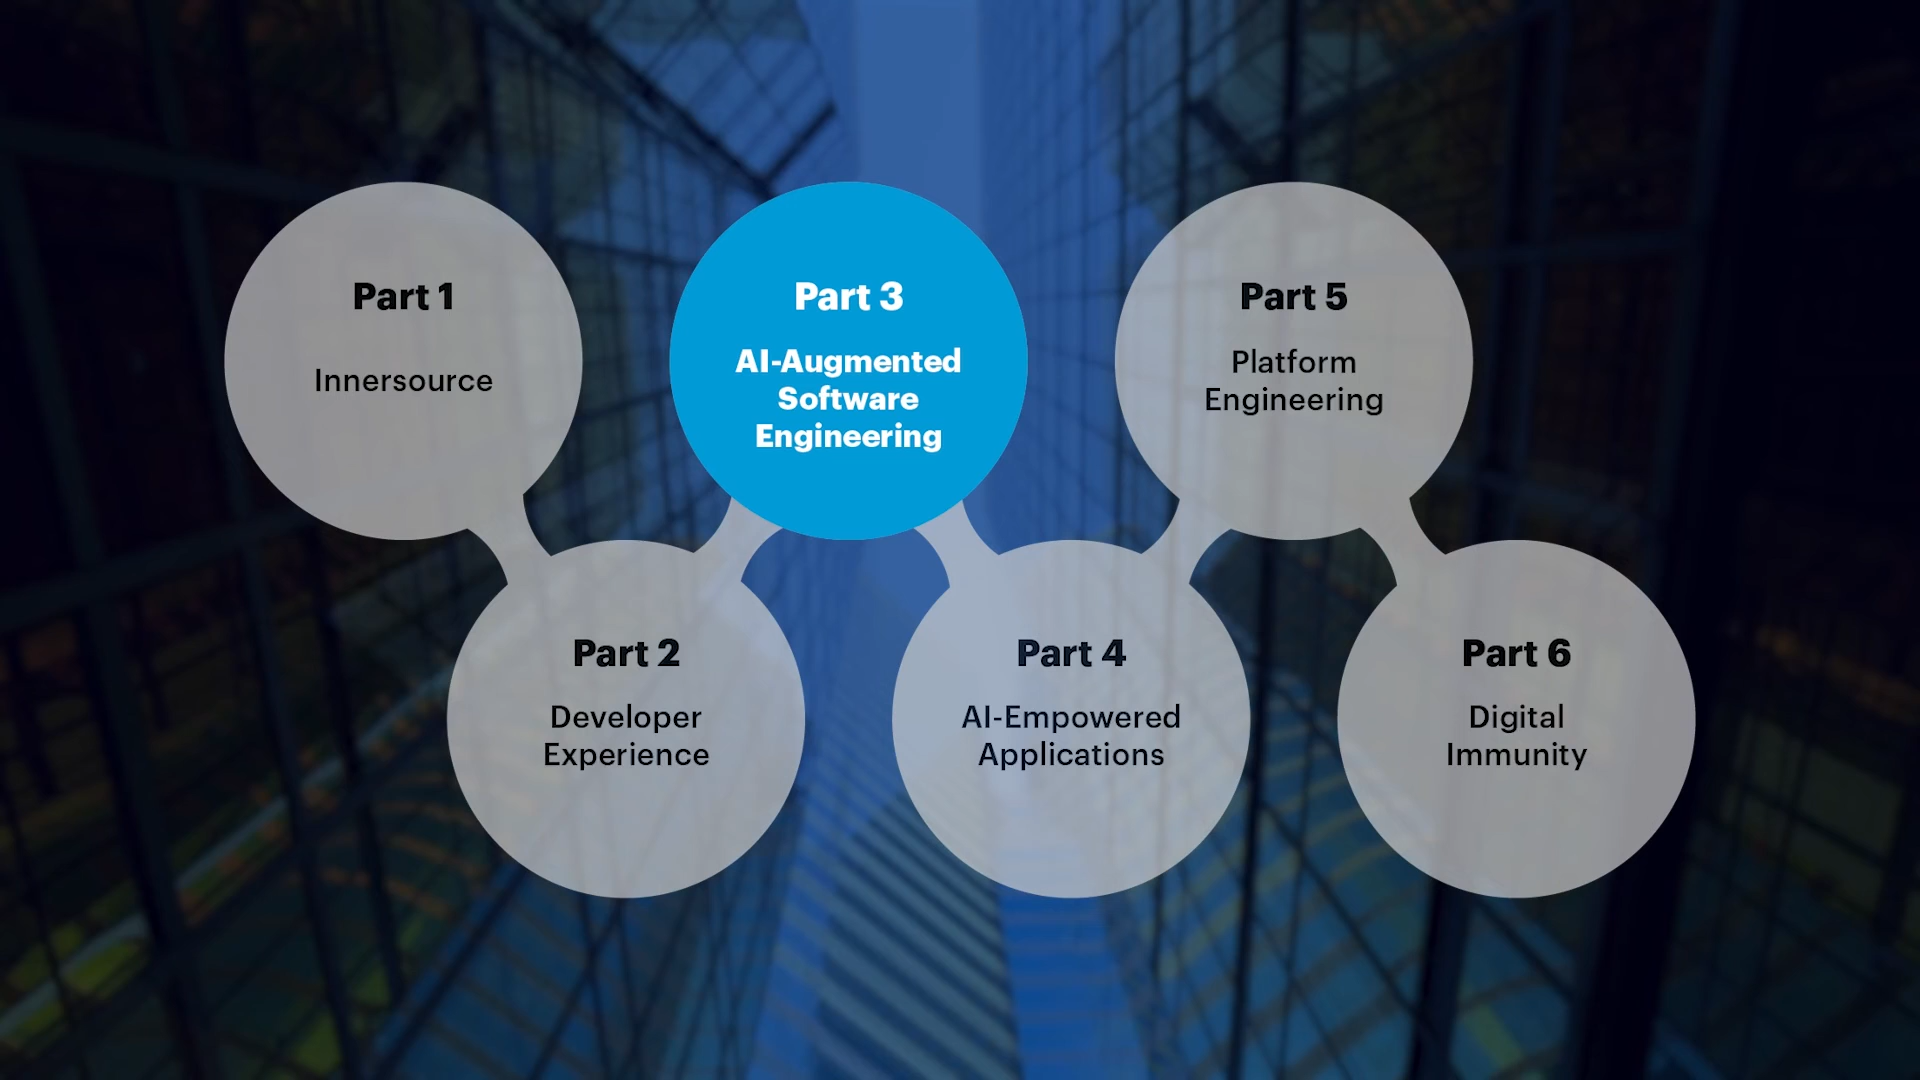 Part 1
Innersource
Part 2
Developer
Experience
Part 3
AI-Augmented
Software
Engineering
Part 4
AI-Empowered
Applications
Part 5
Platform
Engineering
Part 6
Digital
Immunity